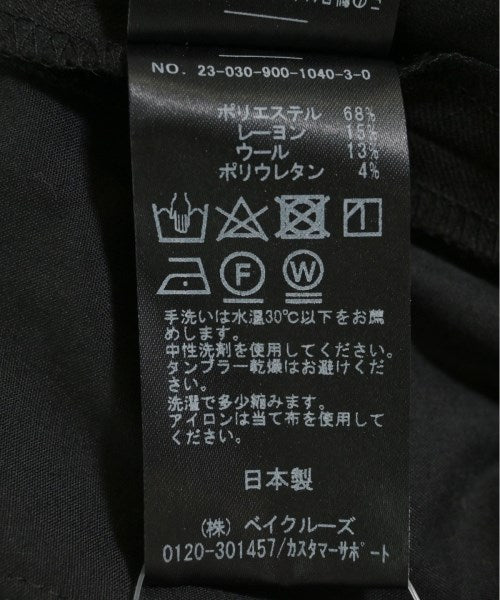 NO. 23-030-900-1040-3-0
ポリエステル 68%
レーヨン 15%
ウール 13%
ポリウレタン 4%
F W
手洗いは水温30℃以下をお薦
めします。
中性洗剤を使用してください。
タンブラー乾燥はお避けくだ
さい。
洗濯で多少縮みます。
アイロンは当て布を使用して
ください。
日本製
(株) ベイクルーズ
0120-301457/カスタマーサポート